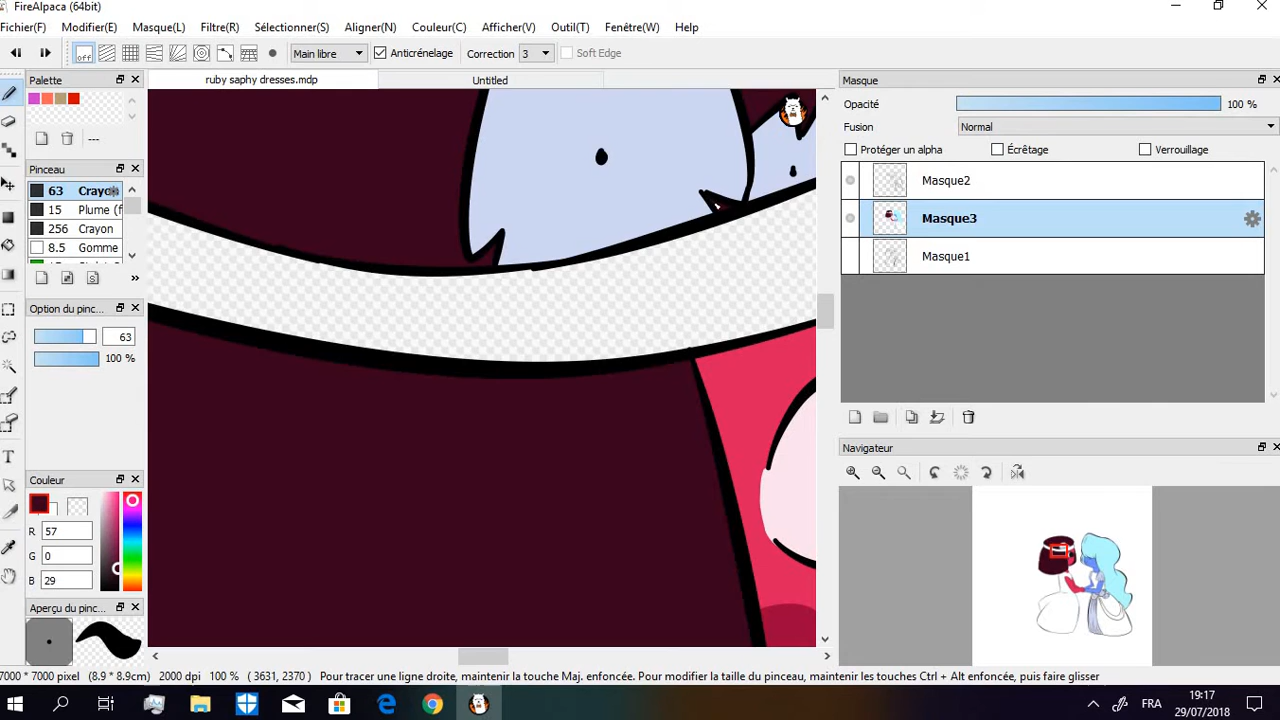 FireAlpaca (64bit)
Fichier(F) Modifier(E) Masque(L) Filtre(R) Sélectionner(S) Aligner(N) Couleur(C) Afficher(V) Outil(T) Fenêtre(W) Help
off Main libre Anticrénelage Correction 3 Soft Edge
Palette
ruby saphy dresses.mdp Untitled
---
Pinceau
63 Crayon
15 Plume (f
256 Crayon
8.5 Gomme
Option du pinc...
63
100 %
Couleur
R 57
G 0
B 29
Aperçu du pinc...
Masque
Opacité 100 %
Fusion Normal
Protéger un alpha Écrêtage Verrouillage
Masque2
Masque3
Masque1
Navigateur
7000 * 7000 pixel (8.9 * 8.9cm) 2000 dpi 100 % ( 3631, 2370 ) Pour tracer une ligne droite, maintenir la touche Maj. enfoncée. Pour modifier la taille du pinceau, maintenir les touches Ctrl + Alt enfoncée, puis faire glisser
FRA
19:17
29/07/2018